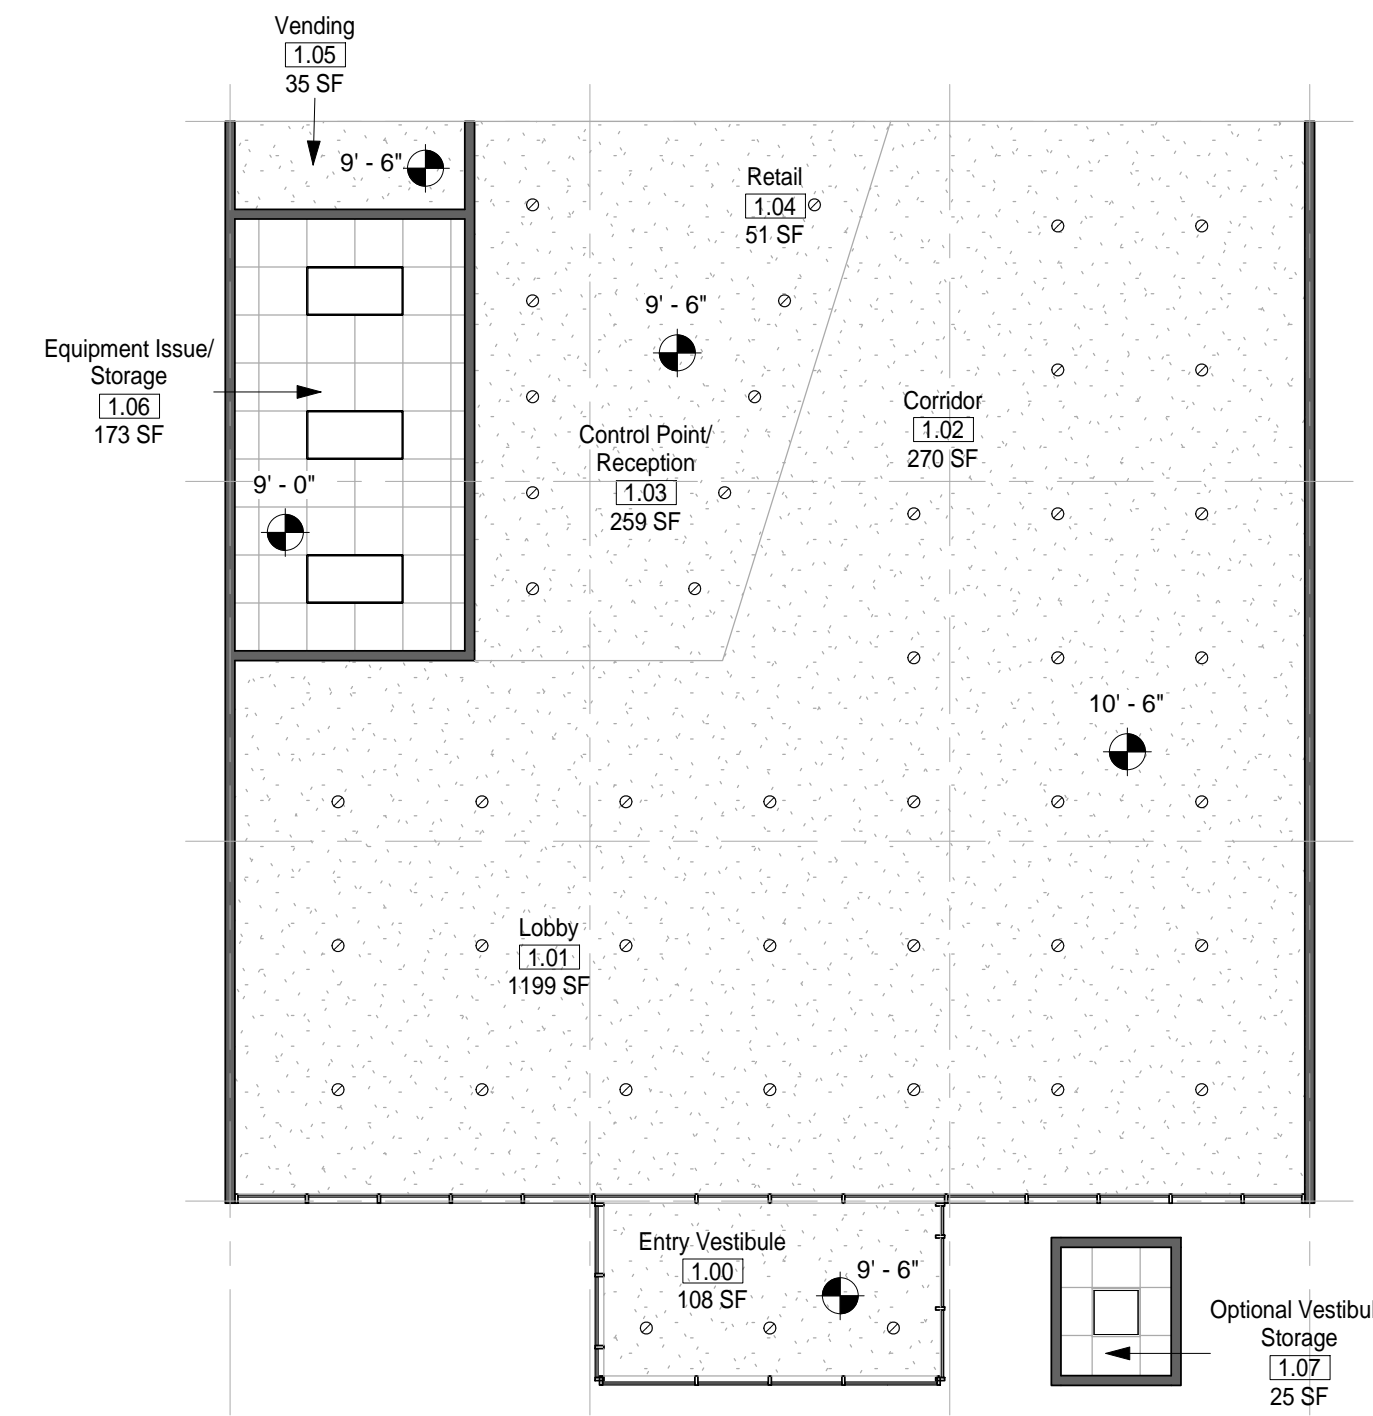 Vending
1.05
35 SF
9' - 6"
Retail
1.04
51 SF
9' - 6"
Equipment Issue/
Storage
1.06
173 SF
Corridor
1.02
270 SF
Control Point/
Reception
1.03
259 SF
9' - 0"
10' - 6"
Lobby
1.01
1199 SF
Entry Vestibule
1.00
108 SF
9' - 6"
Optional Vestibul
Storage
1.07
25 SF